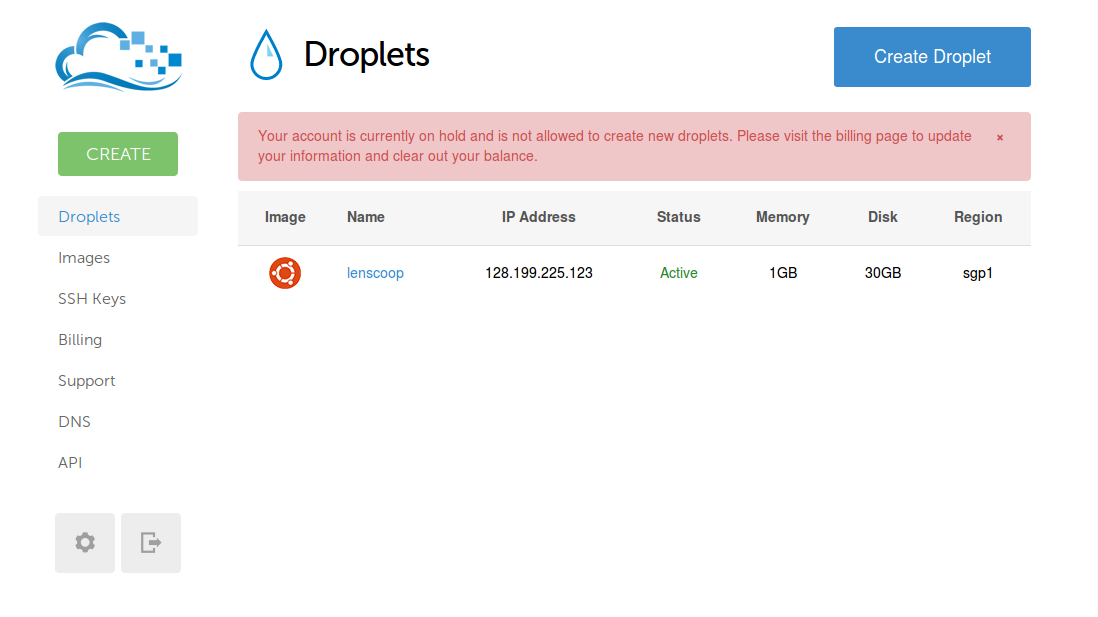 Droplets
Create Droplet
CREATE
Droplets
Images
SSH Keys
Billing
Support
DNS
API
Your account is currently on hold and is not allowed to create new droplets. Please visit the billing page to update ×
your information and clear out your balance.
Image Name IP Address Status Memory Disk Region
lenscoop 128.199.225.123 Active 1GB 30GB sgp1